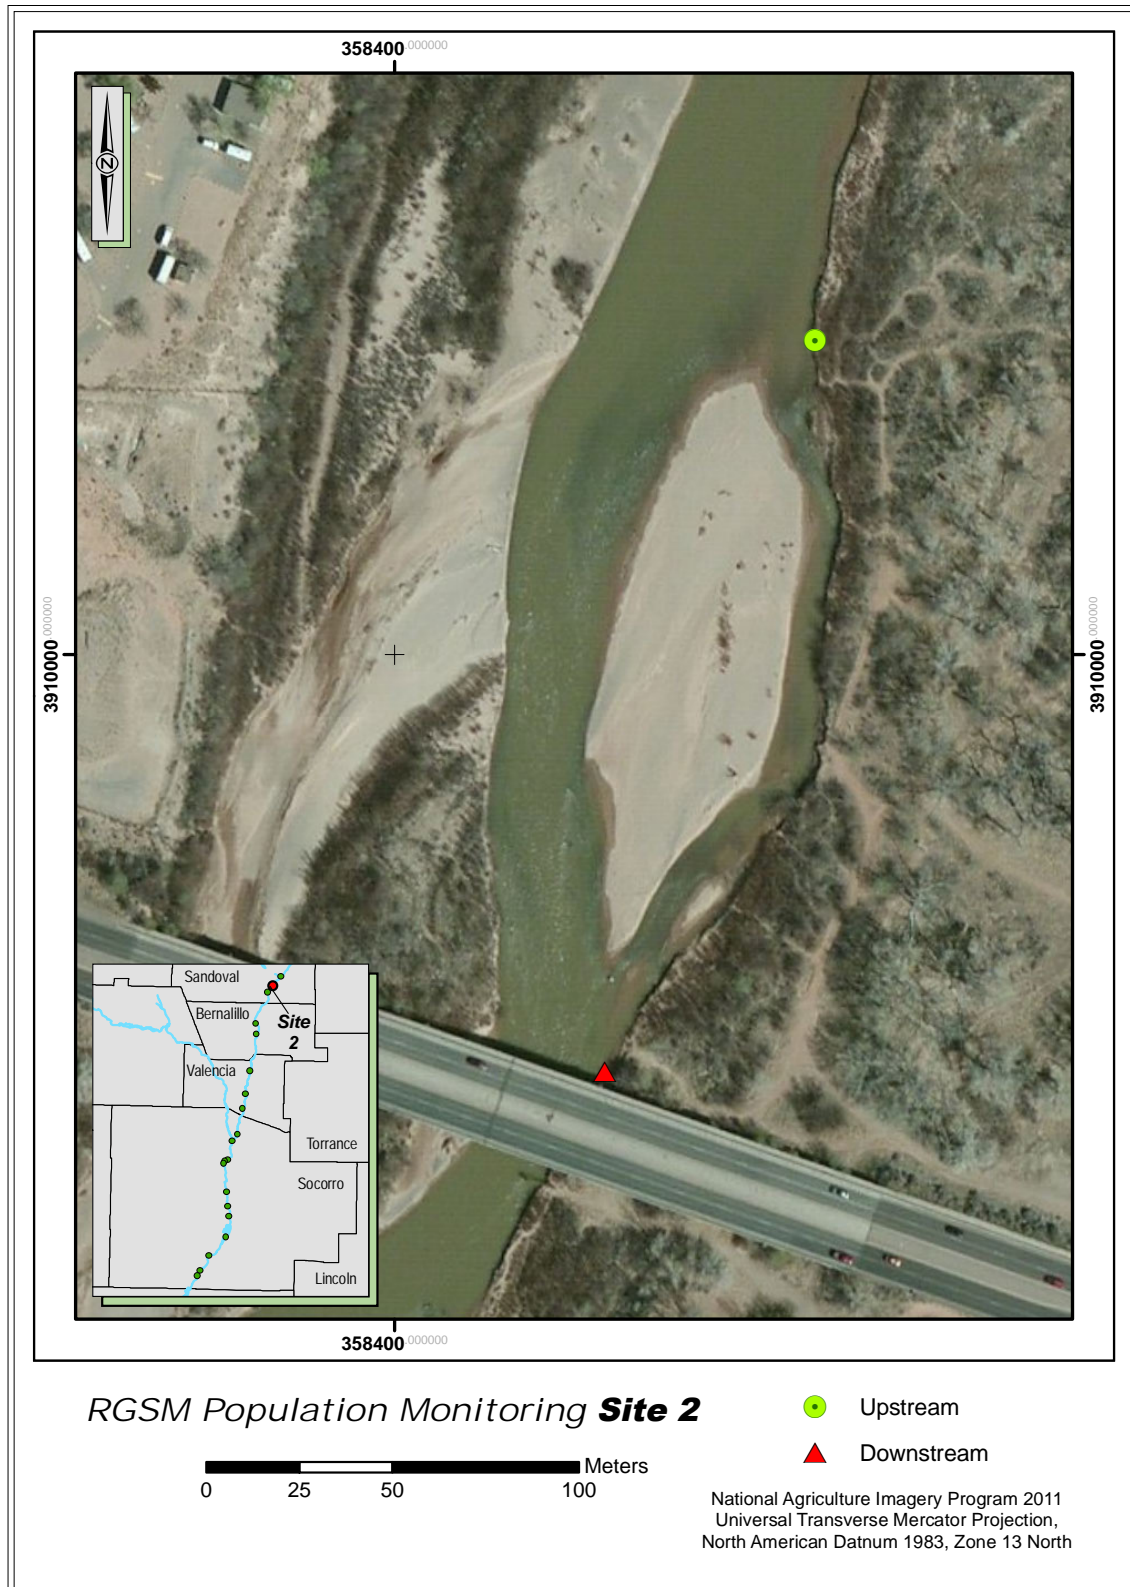 358400.000000
N
3910000.000000
3910000.000000
Sandoval
Bernalillo
Site
2
Valencia
Torrance
Socorro
Lincoln
358400.000000
RGSM Population Monitoring Site 2
Meters
0 25 50 100
Upstream
Downstream
National Agriculture Imagery Program 2011
Universal Transverse Mercator Projection,
North American Datnum 1983, Zone 13 North